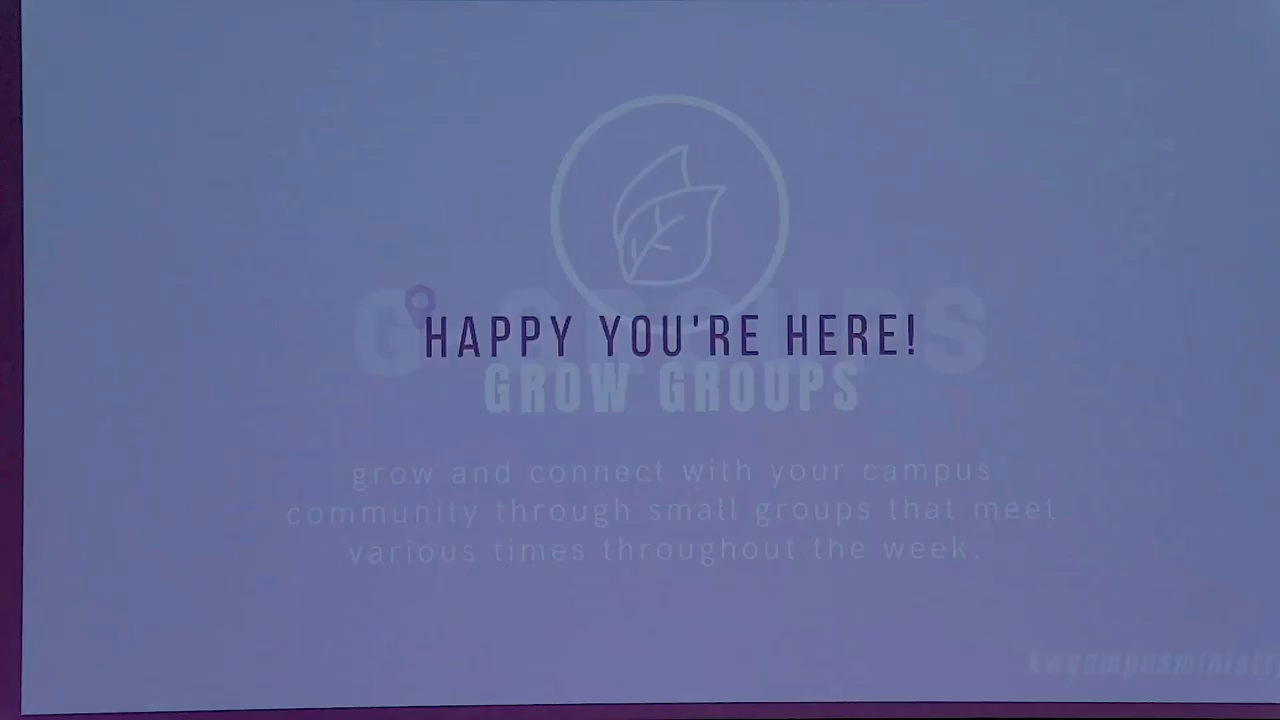 HAPPY YOU'RE HERE!
GROW GROUPS
grow and connect with your campus
community through small groups that meet
various times throughout the week.